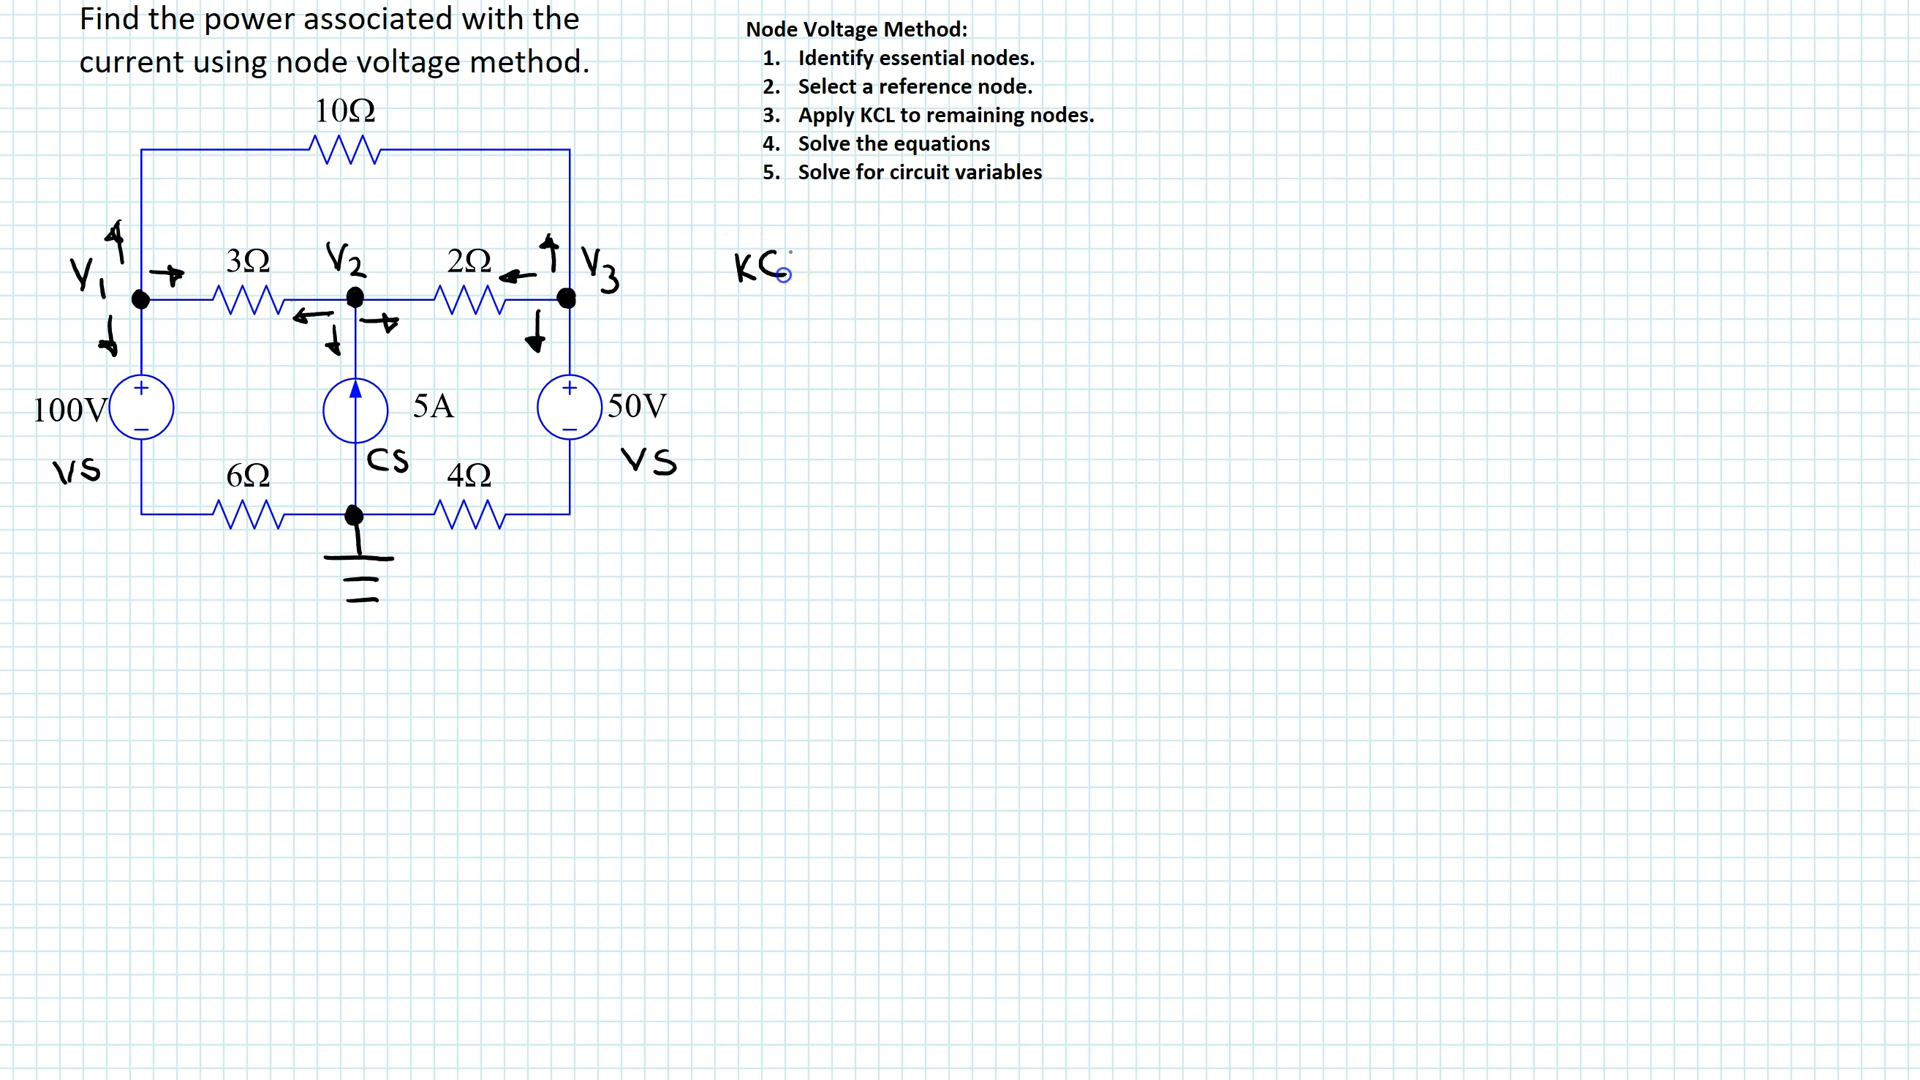 Find the power associated with the
current using node voltage method.
Node Voltage Method:
1. Identify essential nodes.
2. Select a reference node.
3. Apply KCL to remaining nodes.
4. Solve the equations
5. Solve for circuit variables
10Ω
V1
3Ω
V2
2Ω
V3
KC
+
+
100V
5A
50V
−
−
VS
CS
VS
6Ω
4Ω